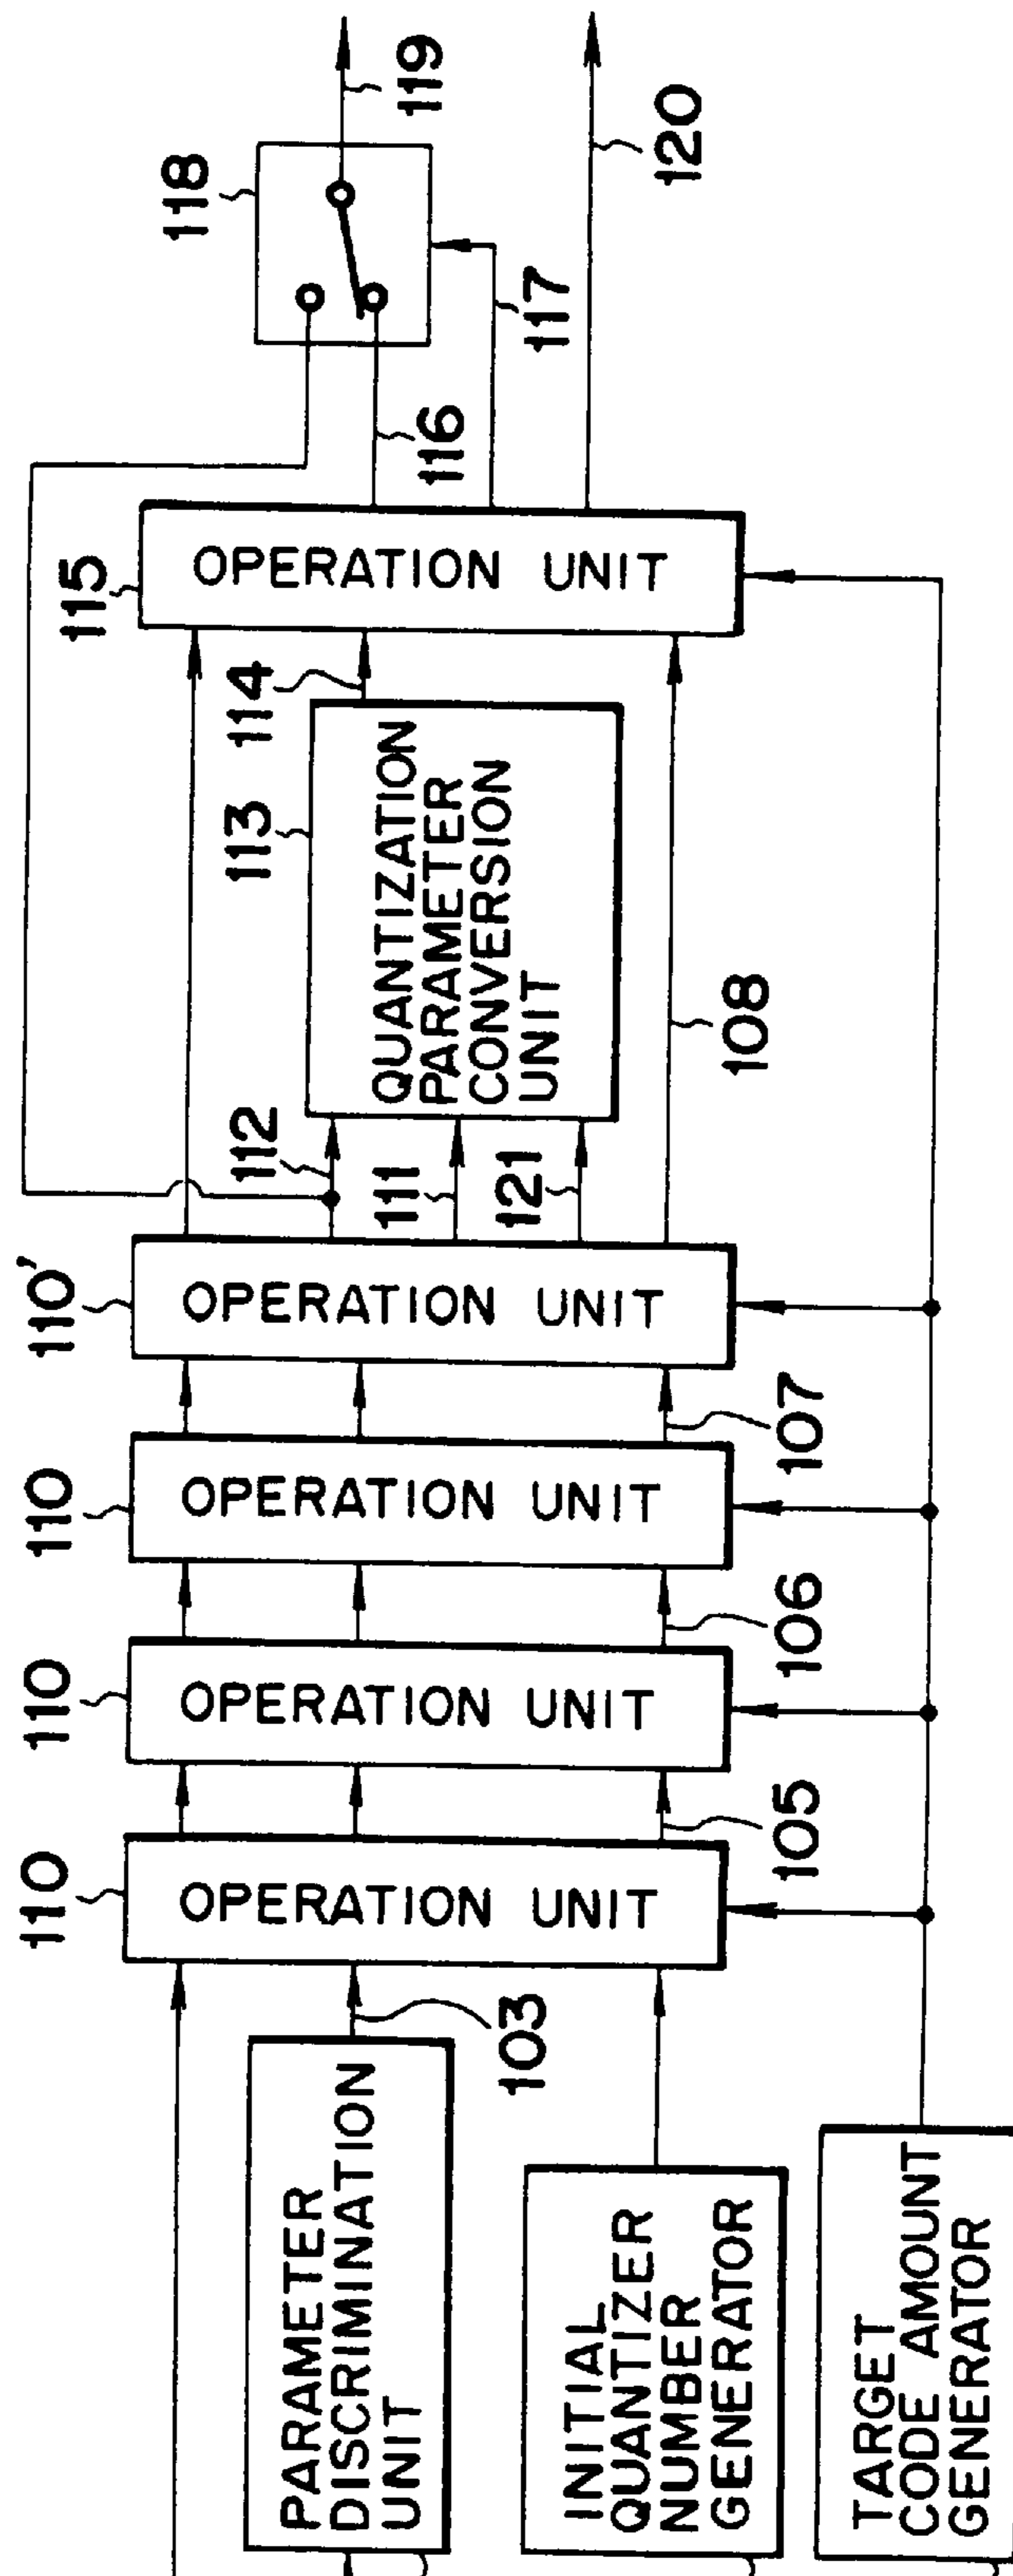 PARAMETER
DISCRIMINATION
UNIT
103
INITIAL
QUANTIZER
NUMBER
GENERATOR
TARGET
CODE AMOUNT
GENERATOR
110
OPERATION UNIT
105
110
OPERATION UNIT
106
110
OPERATION UNIT
107
110'
OPERATION UNIT
112
111
121
108
113
QUANTIZATION
PARAMETER
CONVERSION
UNIT
114
115
OPERATION UNIT
116
117
118
119
120